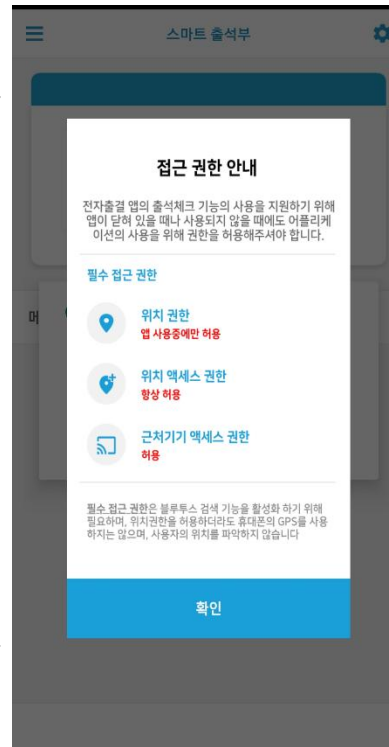 스마트 출석부
접근 권한 안내
전자출결 앱의 출석체크 기능의 사용을 지원하기 위해
앱이 닫혀 있을 때나 사용되지 않을 때에도 어플리케
이션의 사용을 위해 권한을 허용해주셔야 합니다.
필수 접근 권한
위치 권한
앱 사용중에만 허용
위치 액세스 권한
항상 허용
근처기기 액세스 권한
허용
필수 접근 권한은 블루투스 검색 기능을 활성화 하기 위해
필요하며, 위치권한을 허용하더라도 휴대폰의 GPS를 사용
하지는 않으며, 사용자의 위치를 파악하지 않습니다
확인